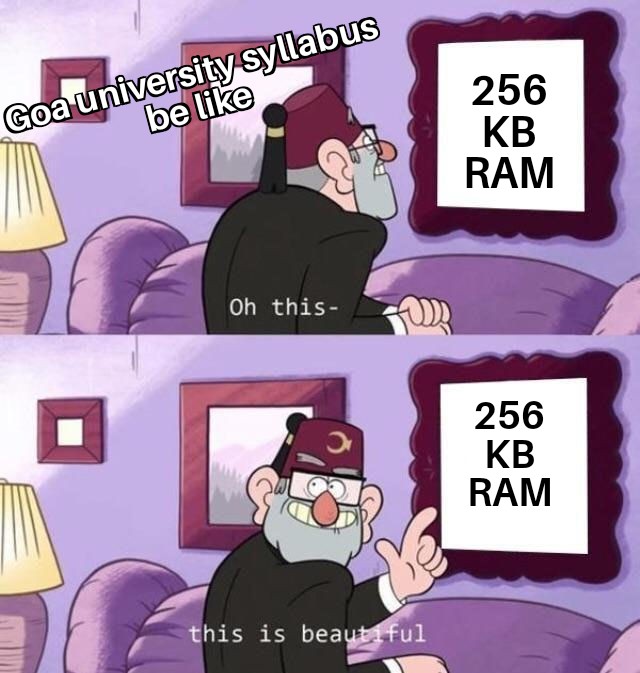 Goa university syllabus
be like
256
KB
RAM
Oh this-
256
KB
RAM
this is beautiful